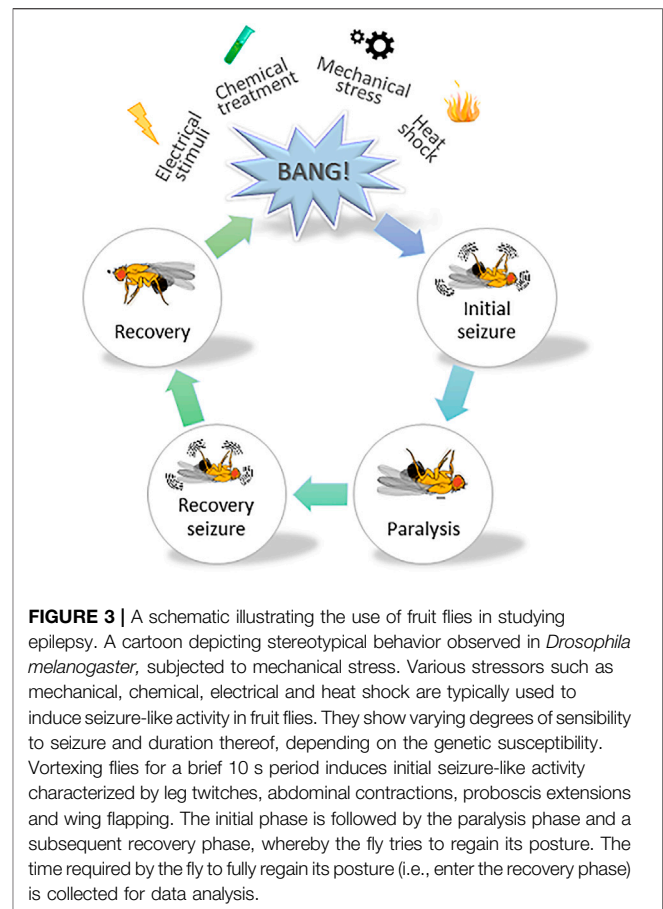 Electrical
stimuli
Chemical
treatment
Mechanical
stress
Heat
shock
BANG!
Initial
seizure
Paralysis
Recovery
seizure
Recovery
FIGURE 3 | A schematic illustrating the use of fruit flies in studying
epilepsy. A cartoon depicting stereotypical behavior observed in Drosophila
melanogaster, subjected to mechanical stress. Various stressors such as
mechanical, chemical, electrical and heat shock are typically used to
induce seizure-like activity in fruit flies. They show varying degrees of sensibility
to seizure and duration thereof, depending on the genetic susceptibility.
Vortexing flies for a brief 10 s period induces initial seizure-like activity
characterized by leg twitches, abdominal contractions, proboscis extensions
and wing flapping. The initial phase is followed by the paralysis phase and a
subsequent recovery phase, whereby the fly tries to regain its posture. The
time required by the fly to fully regain its posture (i.e., enter the recovery phase)
is collected for data analysis.